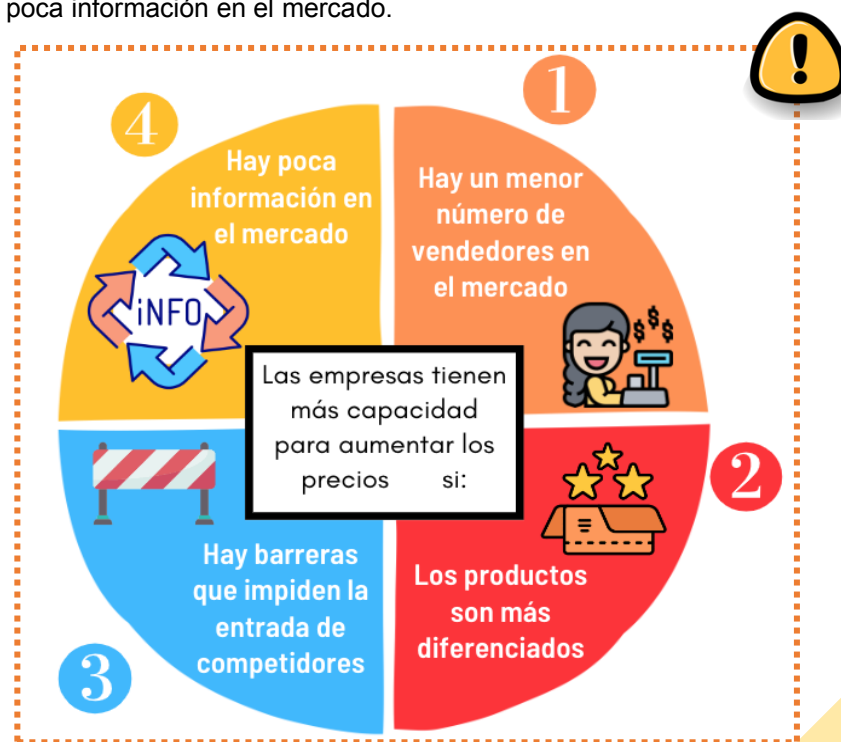 poca información en el mercado.
1
Hay un menor
número de
vendedores en
el mercado
$$$
2
Los productos
son más
diferenciados
3
Hay barreras
que impiden la
entrada de
competidores
4
Hay poca
información en
el mercado
iNFO
Las empresas tienen
más capacidad
para aumentar los
precios si:
!